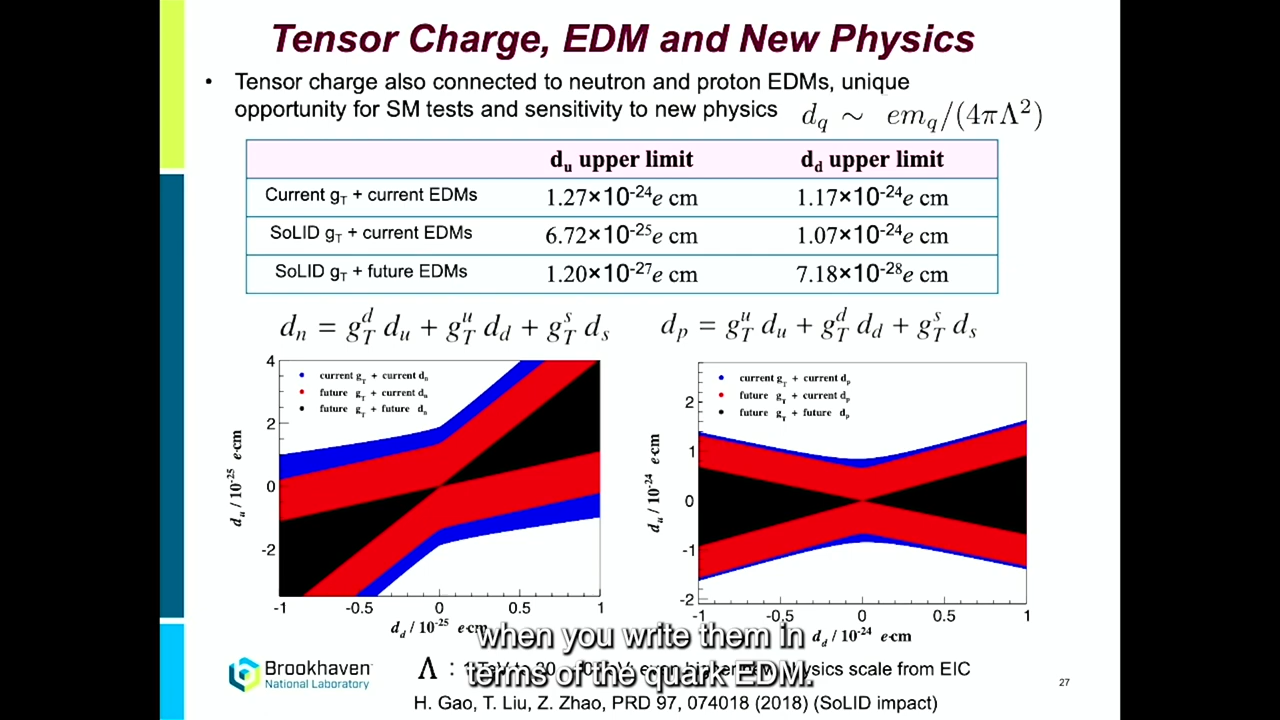 Tensor Charge, EDM and New Physics
• Tensor charge also connected to neutron and proton EDMs, unique
opportunity for SM tests and sensitivity to new physics d_q ~ em_q/(4πΛ²)
d_u upper limit d_d upper limit
Current g_T + current EDMs 1.27×10⁻²⁴e cm 1.17×10⁻²⁴e cm
SoLID g_T + current EDMs 6.72×10⁻²⁵e cm 1.07×10⁻²⁴e cm
SoLID g_T + future EDMs 1.20×10⁻²⁷e cm 7.18×10⁻²⁸e cm
d_n = g_T^d d_u + g_T^u d_d + g_T^s d_s
d_p = g_T^u d_u + g_T^d d_d + g_T^s d_s
4
2
0
-2
d_u / 10⁻²⁵ e·cm
current g_T + current d_n
future g_T + current d_n
future g_T + future d_n
-1 -0.5 0 0.5 1
d_d / 10⁻²⁵ e·cm
2
1
0
-1
-2
d_u / 10⁻²⁴ e·cm
current g_T + current d_p
future g_T + current d_p
future g_T + future d_p
-1 -0.5 0 0.5 1
d_d / 10⁻²⁴ e·cm
when you write them in
terms of the quark EDM.
Brookhaven
National Laboratory
Λ : physics scale from EIC
27
H. Gao, T. Liu, Z. Zhao, PRD 97, 074018 (2018) (SoLID impact)